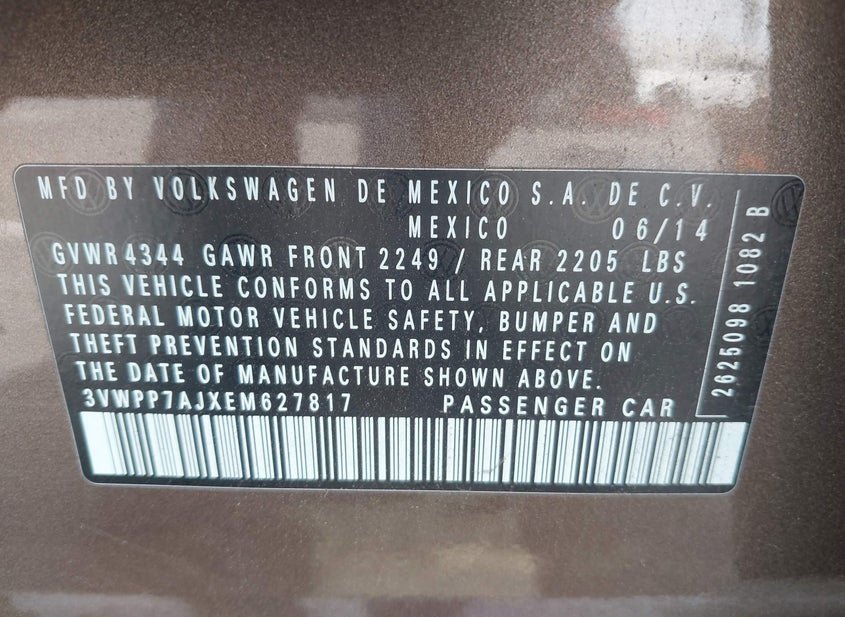 MFD BY VOLKSWAGEN DE MEXICO S.A. DE C.V.
MEXICO 06/14
GVWR4344 GAWR FRONT 2249 / REAR 2205 LBS
THIS VEHICLE CONFORMS TO ALL APPLICABLE U.S.
FEDERAL MOTOR VEHICLE SAFETY, BUMPER AND
THEFT PREVENTION STANDARDS IN EFFECT ON
THE DATE OF MANUFACTURE SHOWN ABOVE.
3VWPP7AJXEM627817 PASSENGER CAR
2625098 1082 B